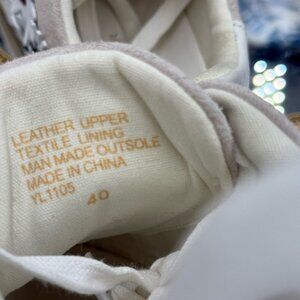 LEATHER UPPER
TEXTILE LINING
MAN MADE OUTSOLE
MADE IN CHINA
YL1105 40